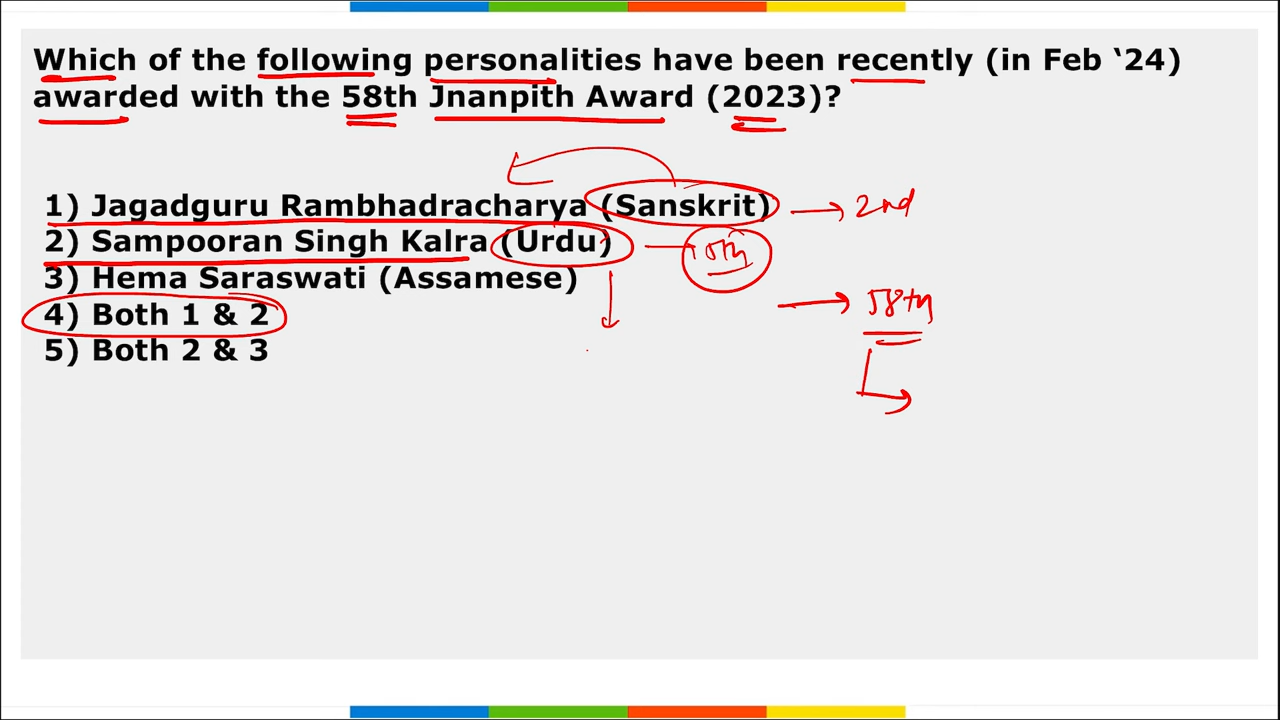 Which of the following personalities have been recently (in Feb ‘24)
awarded with the 58th Jnanpith Award (2023)?
1) Jagadguru Rambhadracharya (Sanskrit) 2nd
2) Sampooran Singh Kalra (Urdu)
3) Hema Saraswati (Assamese)
58th
4) Both 1 & 2
5) Both 2 & 3